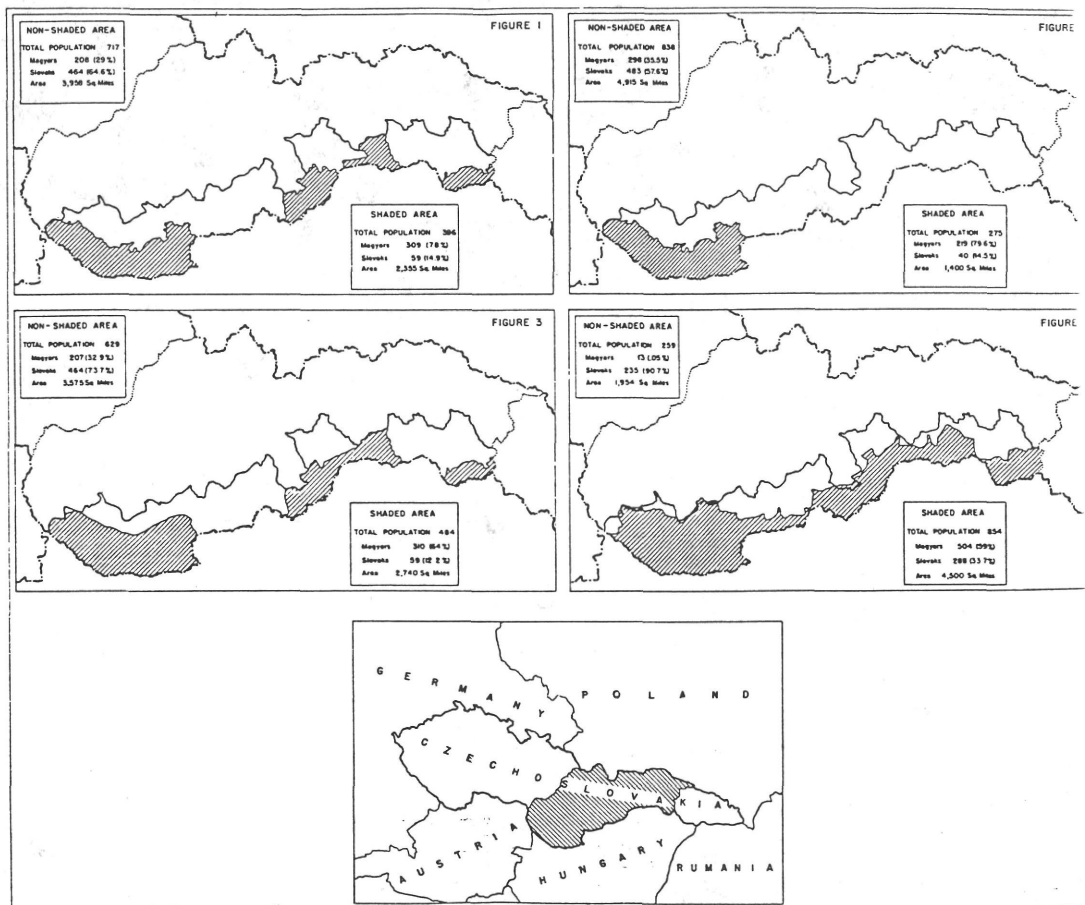 FIGURE 1
NON-SHADED AREA
TOTAL POPULATION 717
Magyars 208 (29%)
Slovaks 464 (64.6%)
Area 3,958 Sq Miles
SHADED AREA
TOTAL POPULATION 386
Magyars 309 (78%)
Slovaks 59 (14.9%)
Area 2,355 Sq Miles
FIGURE
NON-SHADED AREA
TOTAL POPULATION 838
Magyars 298 (35.5%)
Slovaks 483 (57.6%)
Area 4,915 Sq Miles
SHADED AREA
TOTAL POPULATION 275
Magyars 219 (79.6%)
Slovaks 40 (14.5%)
Area 1,400 Sq Miles
FIGURE 3
NON-SHADED AREA
TOTAL POPULATION 629
Magyars 207 (32.9%)
Slovaks 464 (73.7%)
Area 3,575 Sq Miles
SHADED AREA
TOTAL POPULATION 484
Magyars 310 (64%)
Slovaks 59 (12.2%)
Area 2,740 Sq Miles
FIGURE
NON-SHADED AREA
TOTAL POPULATION 259
Magyars 13 (.05%)
Slovaks 235 (90.7%)
Area 1,954 Sq Miles
SHADED AREA
TOTAL POPULATION 854
Magyars 504 (59%)
Slovaks 288 (33.7%)
Area 4,500 Sq Miles
GERMANY
POLAND
CZECHOSLOVAKIA
AUSTRIA
HUNGARY
RUMANIA